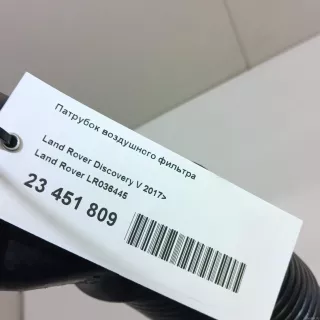 Патрубок воздушного фильтра
Land Rover Discovery V 2017>
Land Rover LR036445
23 451 809